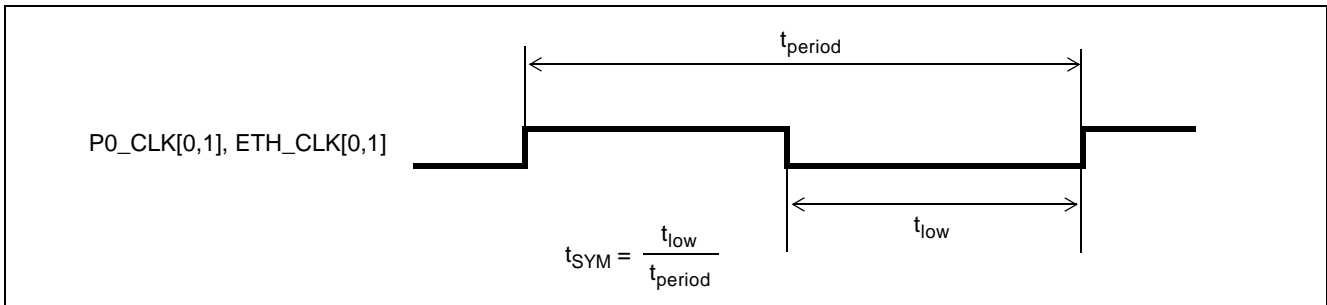 t_period
P0_CLK[0,1], ETH_CLK[0,1]
t_low
t_SYM = t_low / t_period